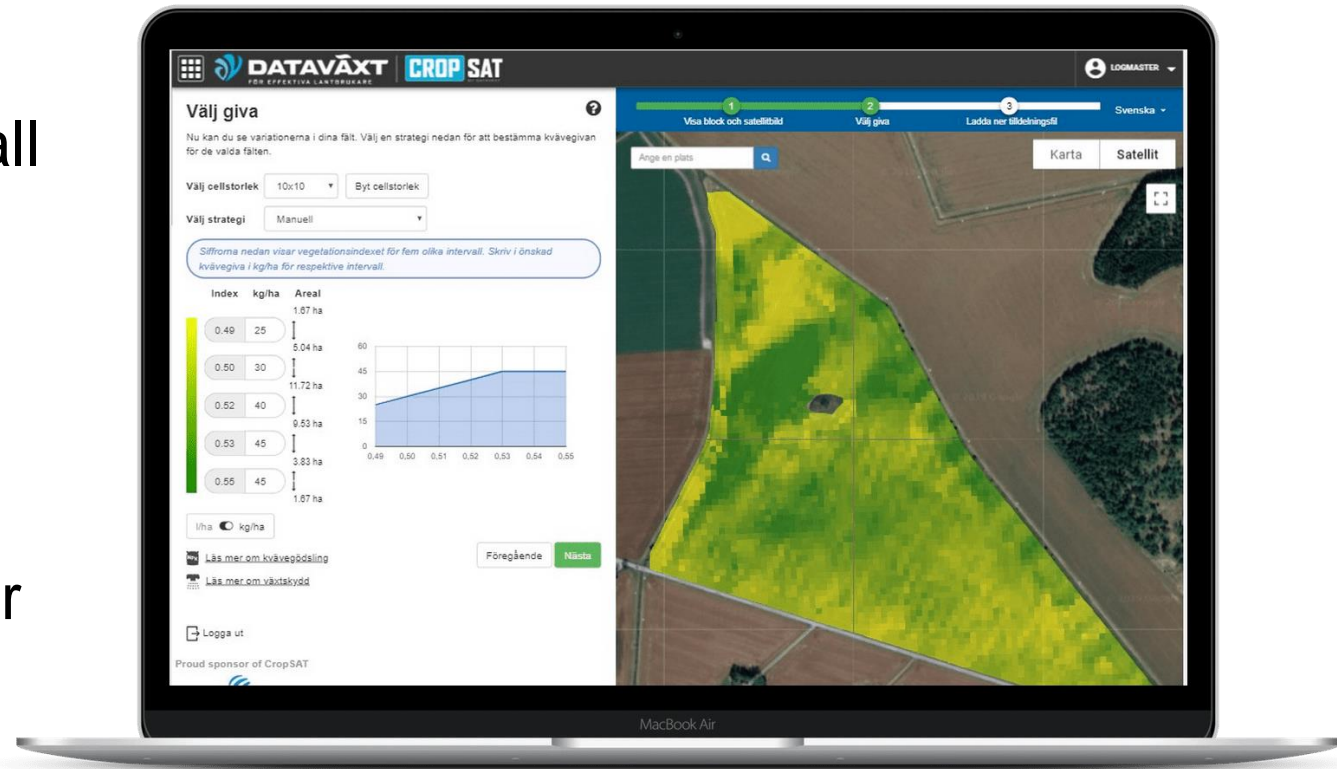 all
r
DATAVÄXT
FÖR EFFEKTIVA LANTBRUKARE
CROP SAT
LOGMASTER
Välj giva
Nu kan du se variationerna i dina fält. Välj en strategi nedan för att bestämma kvävegivan
för de valda fälten.
Välj cellstorlek 10x10 Byt cellstorlek
Välj strategi Manuell
Siffrorna nedan visar vegetationsindexet för fem olika intervall. Skriv i önskad
kvävegiva i kg/ha för respektive intervall.
Index kg/ha Areal
1.67 ha
0.49 25
5.04 ha
0.50 30
11.72 ha
0.52 40
9.53 ha
0.53 45
3.83 ha
0.55 45
1.67 ha
60
45
30
15
0
0,49 0,50 0,51 0,52 0,53 0,54 0,55
l/ha kg/ha
Läs mer om kvävegödsling
Läs mer om växtskydd
Föregående Nästa
Logga ut
Proud sponsor of CropSAT
1 2 3
Visa block och satellitbild Välj giva Ladda ner tilldelningsfil
Svenska
Ange en plats
Karta Satellit
MacBook Air